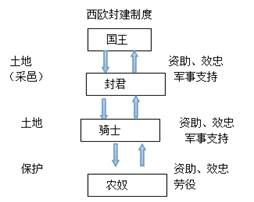 西欧封建制度
国王
土地
（采邑）
资助、效忠
军事支持
封君
土地
骑士
资助、效忠
军事支持
保护
农奴
资助、效忠
劳役